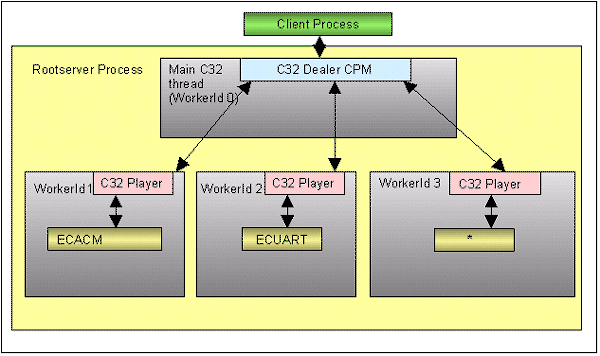 Client Process
Rootserver Process
Main C32
thread
(WorkerId 0)
C32 Dealer CPM
WorkerId 1
C32 Player
ECACM
WorkerId 2
C32 Player
ECUART
WorkerId 3
C32 Player
*